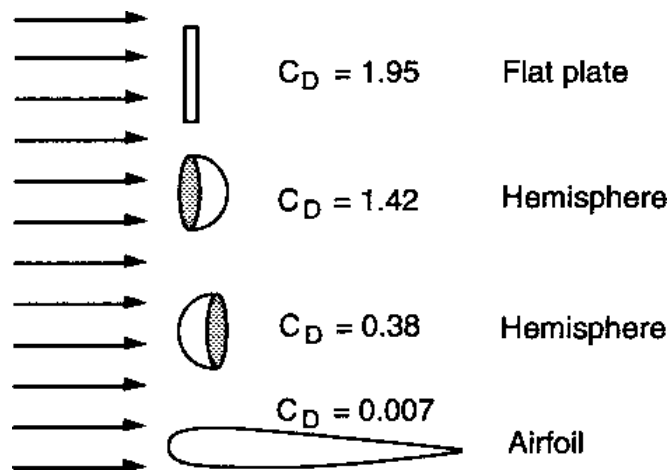 C_D = 1.95 Flat plate
C_D = 1.42 Hemisphere
C_D = 0.38 Hemisphere
C_D = 0.007
Airfoil